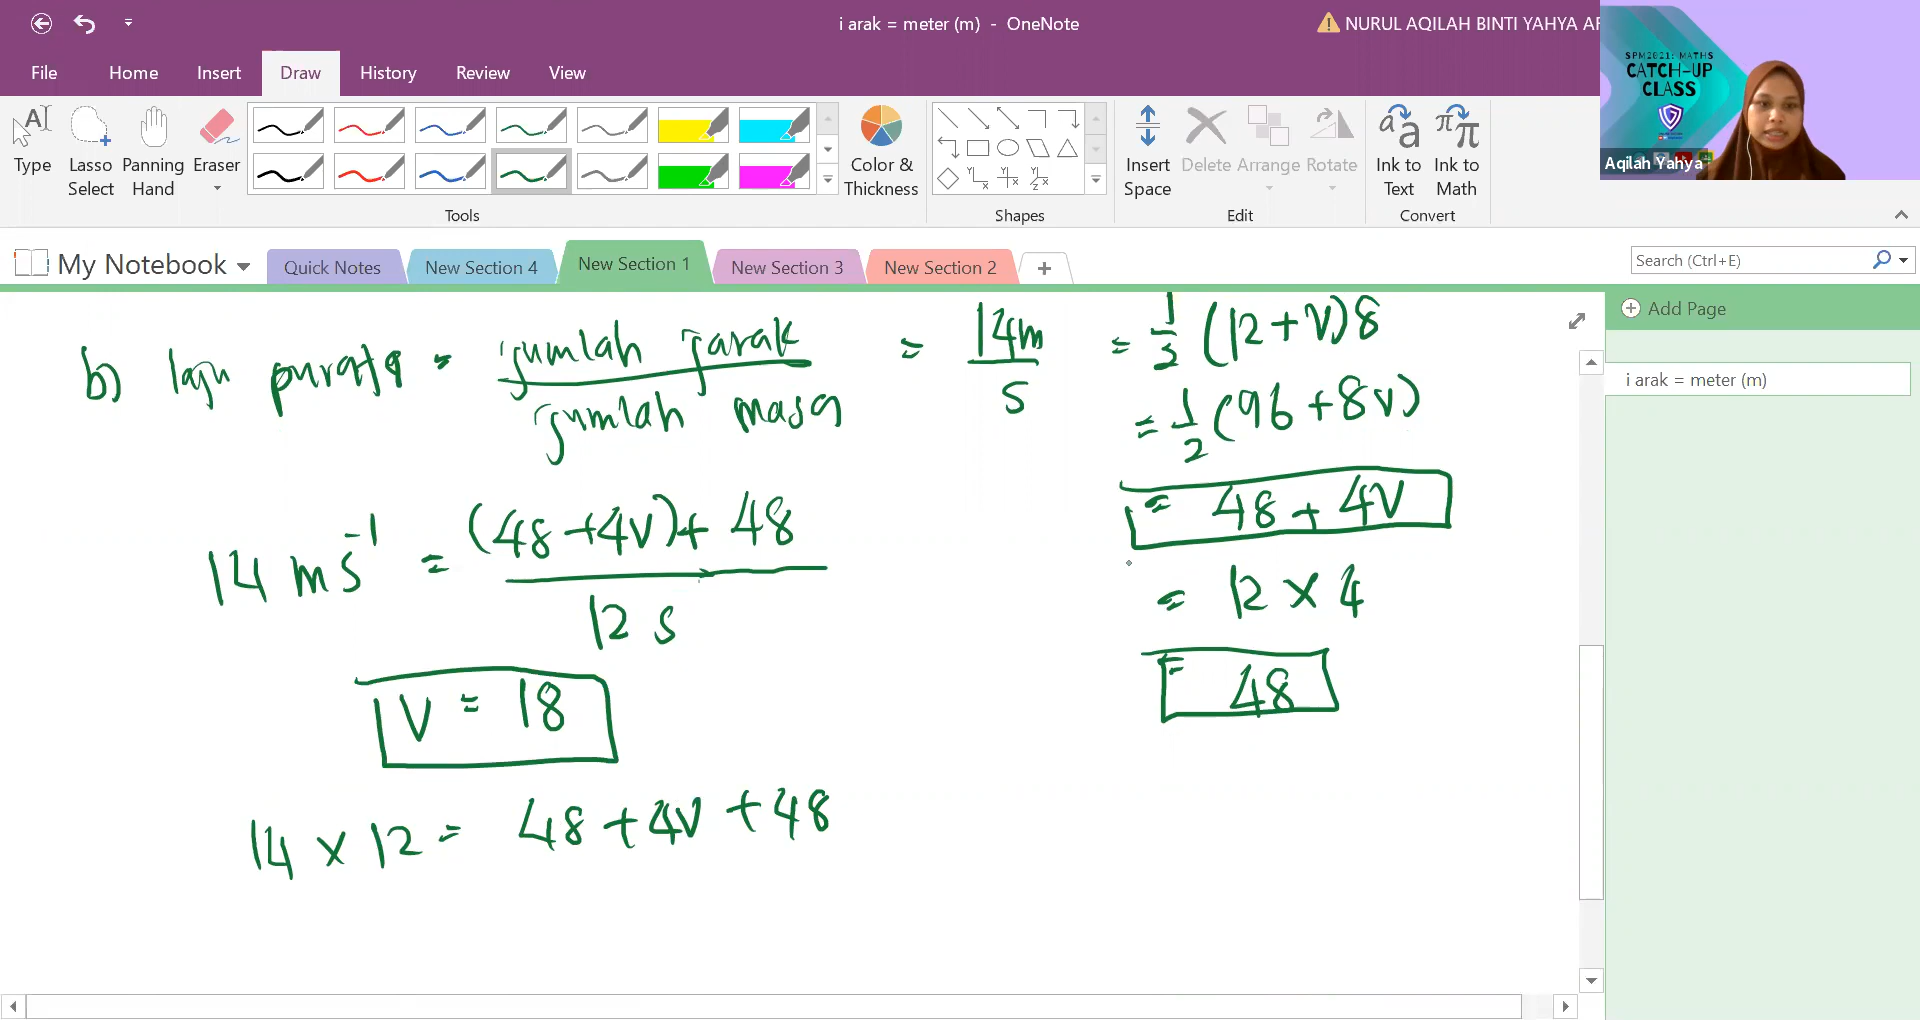 i arak = meter (m) - OneNote
NURUL AQILAH BINTI YAHYA AF
File Home Insert Draw History Review View
SPM2021: MATHS
CATCH-UP
CLASS
Aqilah Yahya
Type
Lasso Select
Panning Hand
Eraser
Color & Thickness
Insert Space
Delete
Arrange
Rotate
Ink to Text
Ink to Math
Tools
Shapes
Edit
Convert
My Notebook
Quick Notes
New Section 4
New Section 1
New Section 3
New Section 2
Search (Ctrl+E)
Add Page
i arak = meter (m)
b) laju purata = jumlah jarak / jumlah masa = 14m / s
14 ms⁻¹ = (48 + 4V) + 48 / 12 s
V = 18
14 x 12 = 48 + 4V + 48
= 1/2 (12 + V)8
= 1/2 (96 + 8V)
= 48 + 4V
= 12 x 4
= 48